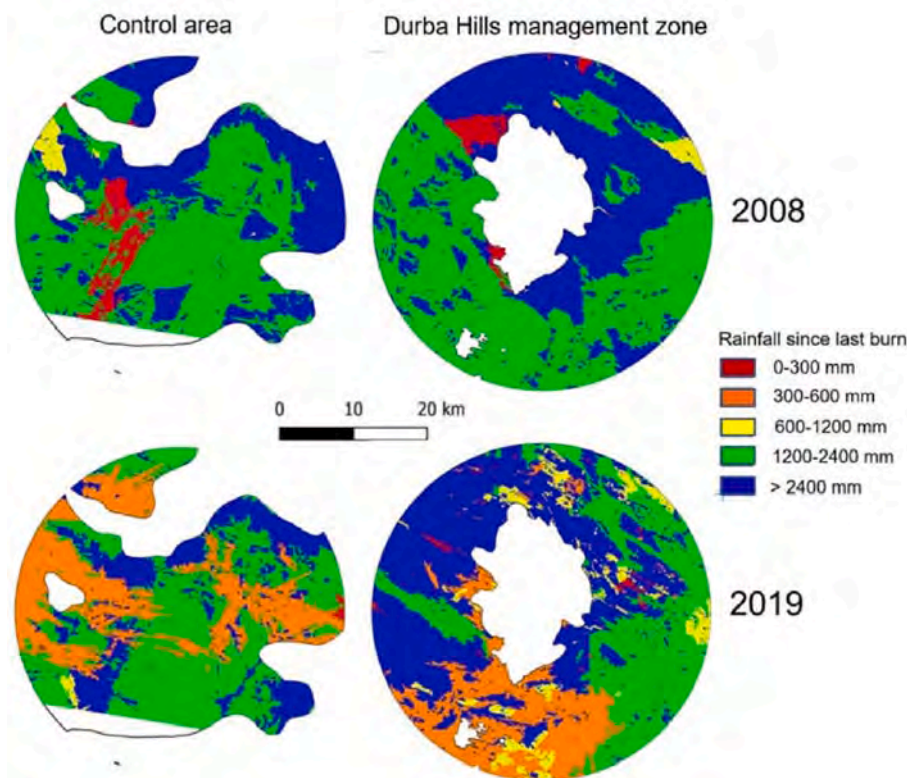 Control area
Durba Hills management zone
2008
Rainfall since last burn
0-300 mm
300-600 mm
600-1200 mm
1200-2400 mm
> 2400 mm
0 10 20 km
2019